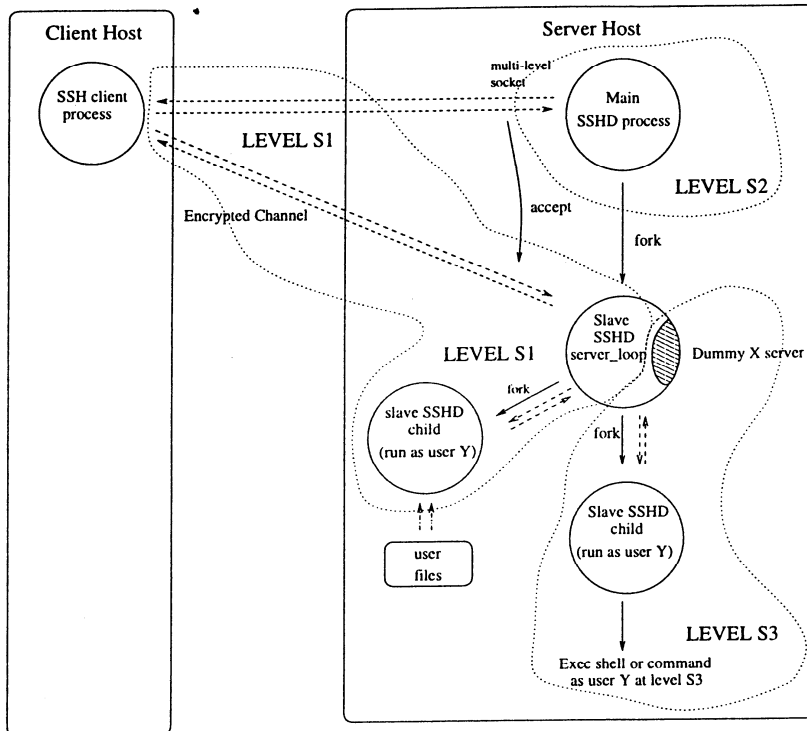 Client Host
Server Host
SSH client
process
multi-level
socket
Main
SSHD process
LEVEL S1
LEVEL S2
accept
Encrypted Channel
fork
Slave
SSHD
server_loop
Dummy X server
LEVEL S1
fork
slave SSHD
child
(run as user Y)
fork
Slave SSHD
child
(run as user Y)
user
files
LEVEL S3
Exec shell or command
as user Y at level S3